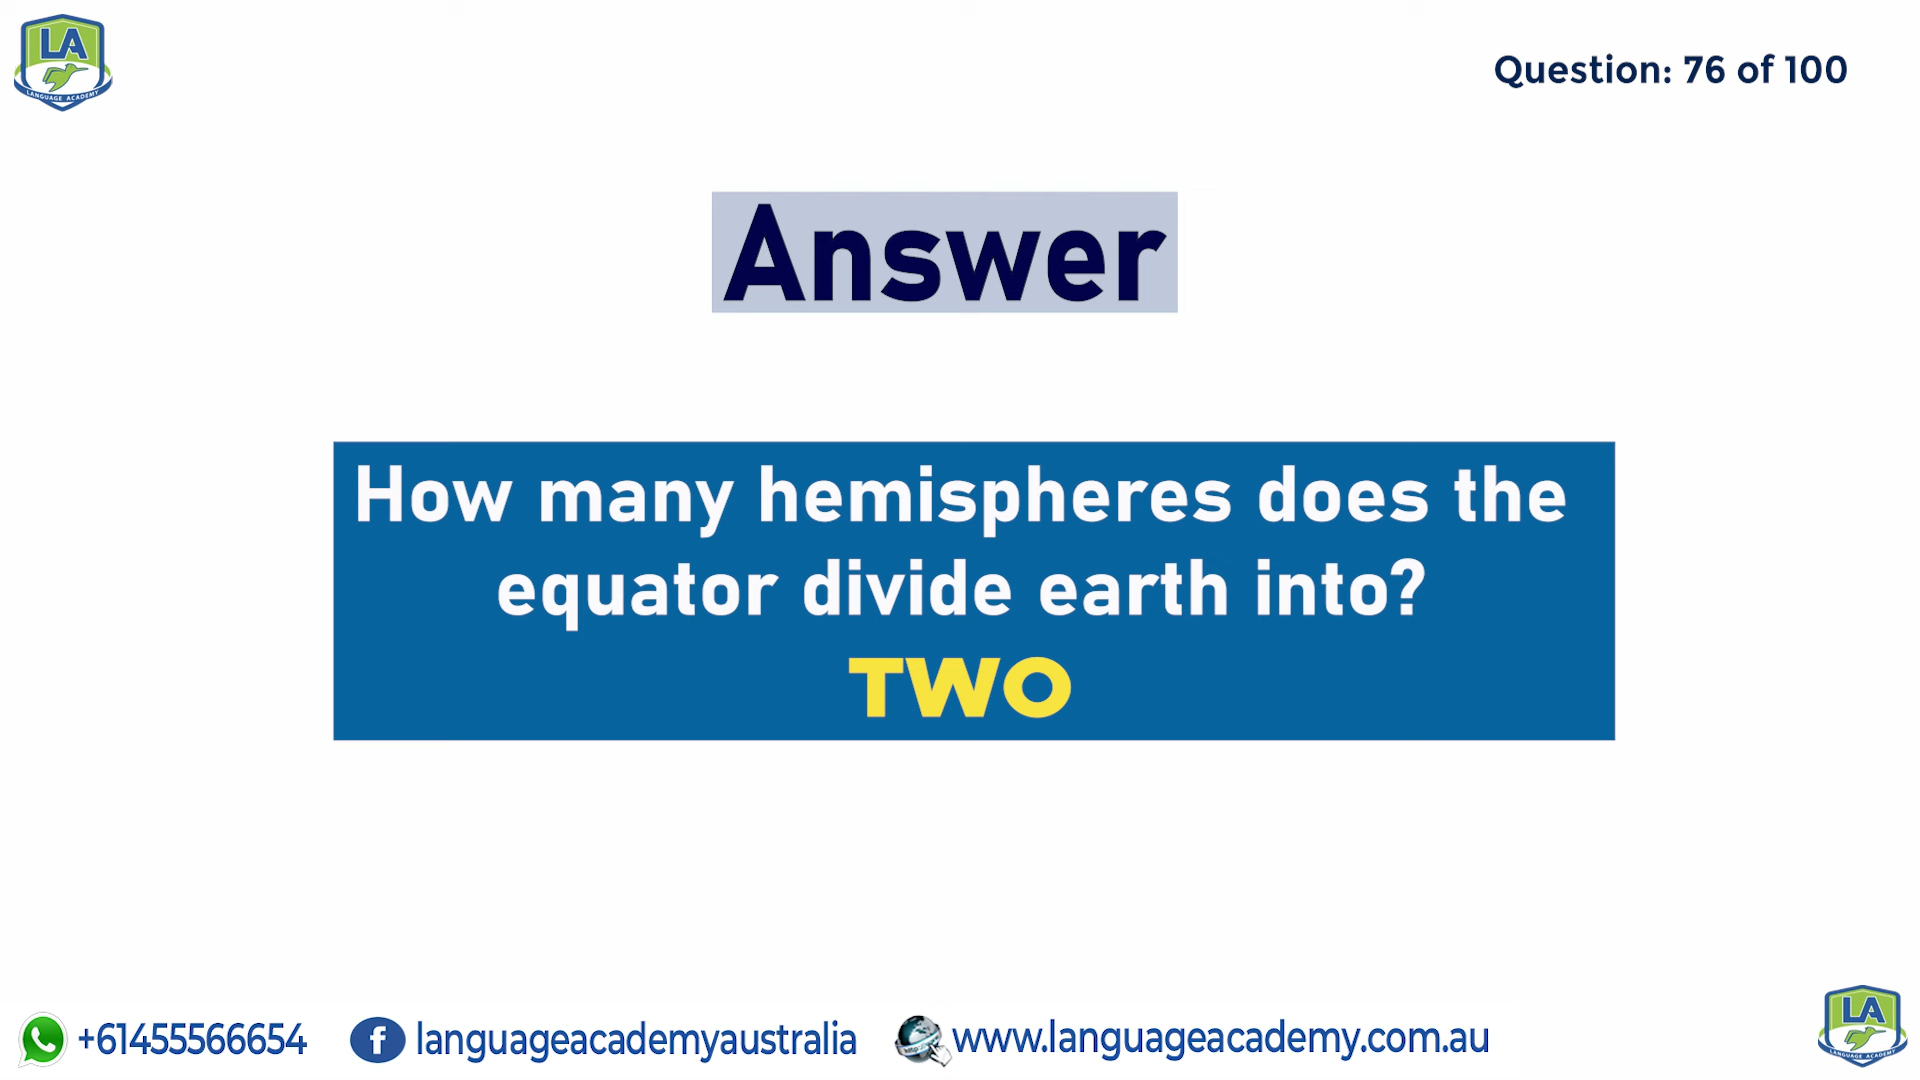 LA
LANGUAGE ACADEMY
Question: 76 of 100
Answer
How many hemispheres does the
equator divide earth into?
TWO
+61455566654
languageacademyaustralia
http:
www.languageacademy.com.au
LA
LANGUAGE ACADEMY